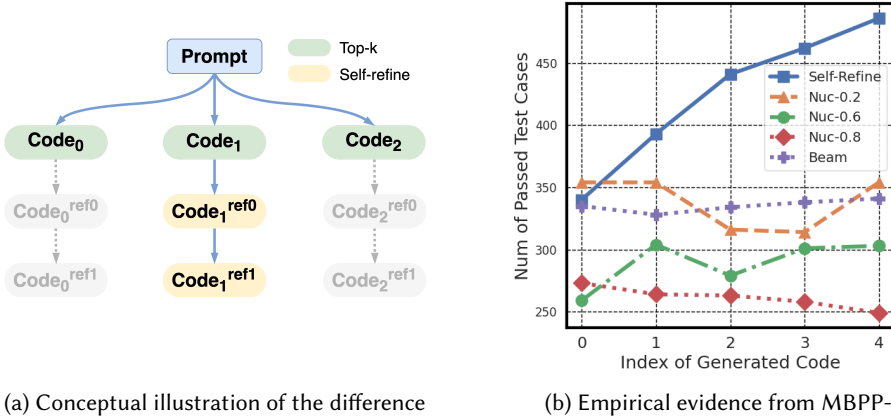 Prompt
Top-k
Self-refine
Code0
Code1
Code2
Code0ref0
Code1ref0
Code2ref0
Code0ref1
Code1ref1
Code2ref1
(a) Conceptual illustration of the difference
Num of Passed Test Cases
450
400
350
300
250
Self-Refine
Nuc-0.2
Nuc-0.6
Nuc-0.8
Beam
0 1 2 3 4
Index of Generated Code
(b) Empirical evidence from MBPP-